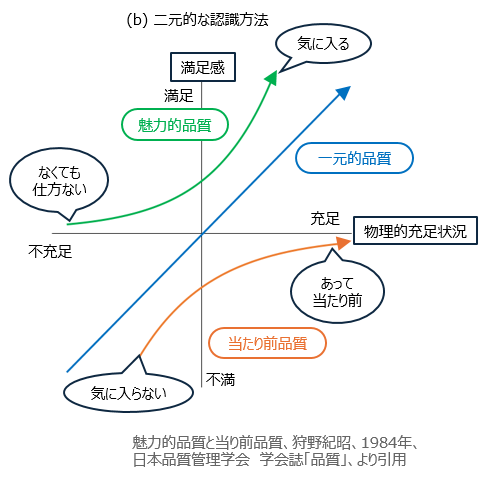 (b) 二元的な認識方法
気に入る
満足感
満足
魅力的品質
一元的品質
なくても
仕方ない
充足
物理的充足状況
不充足
あって
当たり前
当たり前品質
不満
気に入らない
魅力的品質と当り前品質、狩野紀昭、1984年、
日本品質管理学会　学会誌「品質」、より引用